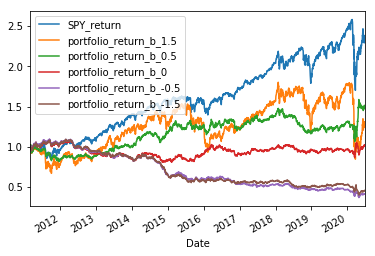 SPY_return
portfolio_return_b_1.5
portfolio_return_b_0.5
portfolio_return_b_0
portfolio_return_b_-0.5
portfolio_return_b_-1.5
2.5
2.0
1.5
1.0
0.5
2012
2013
2014
2015
2016
2017
2018
2019
2020
Date